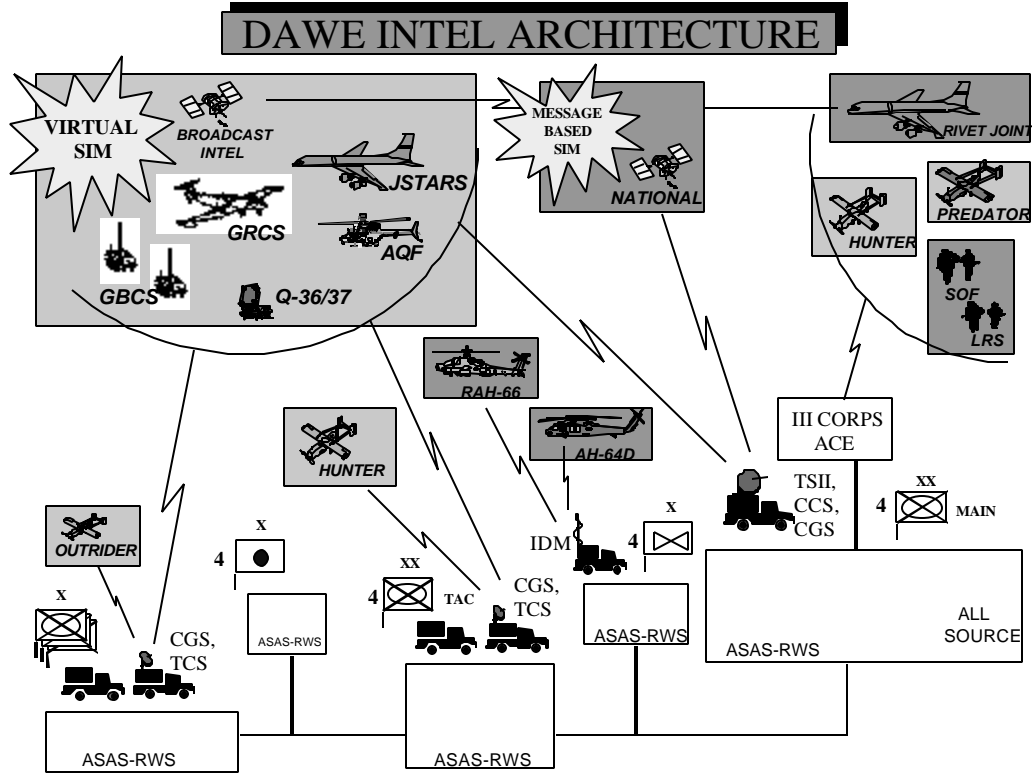 DAWE INTEL ARCHITECTURE
VIRTUAL
SIM
BROADCAST
INTEL
JSTARS
GRCS
AQF
GBCS
Q-36/37
MESSAGE
BASED
SIM
NATIONAL
RIVET JOINT
HUNTER
PREDATOR
SOF
LRS
RAH-66
HUNTER
AH-64D
III CORPS
ACE
TSII,
CCS,
CGS
XX
4
MAIN
OUTRIDER
X
4
X
4
IDM
XX
4
TAC
CGS,
TCS
X
CGS,
TCS
ASAS-RWS
ASAS-RWS
ASAS-RWS
ALL
SOURCE
ASAS-RWS
ASAS-RWS